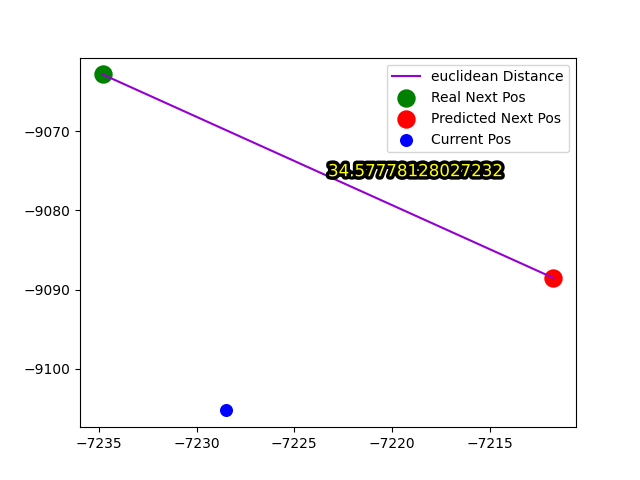 euclidean Distance
Real Next Pos
Predicted Next Pos
Current Pos
−9070
34.57778128027232
−9080
−9090
−9100
−7235
−7230
−7225
−7220
−7215